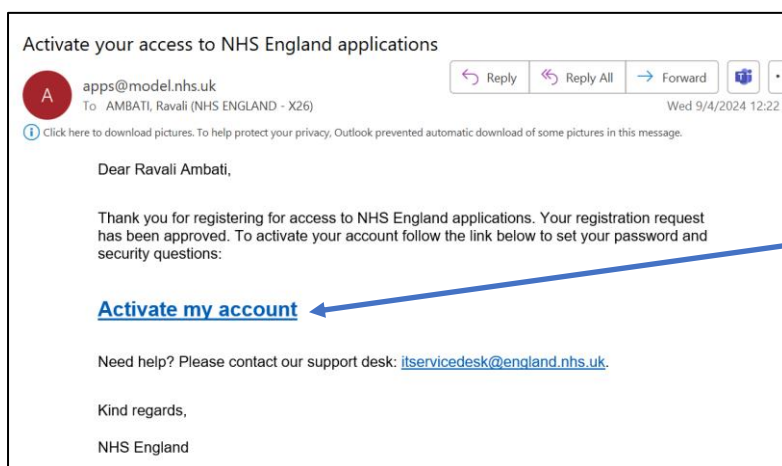 Activate your access to NHS England applications
A
apps@model.nhs.uk
To AMBATI, Ravali (NHS ENGLAND - X26)
Reply
Reply All
Forward
Wed 9/4/2024 12:22
Click here to download pictures. To help protect your privacy, Outlook prevented automatic download of some pictures in this message.
Dear Ravali Ambati,
Thank you for registering for access to NHS England applications. Your registration request
has been approved. To activate your account follow the link below to set your password and
security questions:
Activate my account
Need help? Please contact our support desk: itservicedesk@england.nhs.uk.
Kind regards,
NHS England